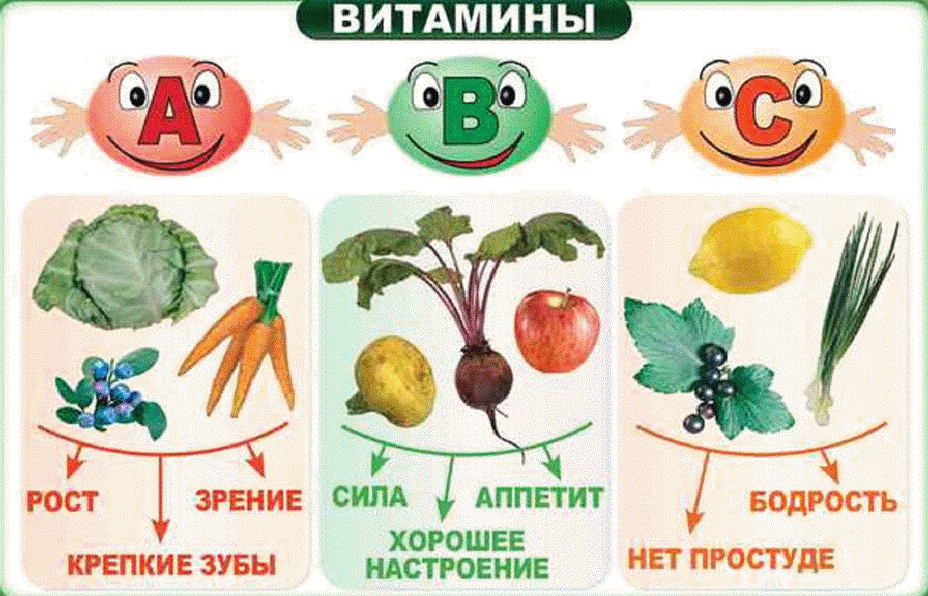 ВИТАМИНЫ
А
В
С
РОСТ
ЗРЕНИЕ
КРЕПКИЕ ЗУБЫ
СИЛА
АППЕТИТ
ХОРОШЕЕ
НАСТРОЕНИЕ
БОДРОСТЬ
НЕТ ПРОСТУДЕ